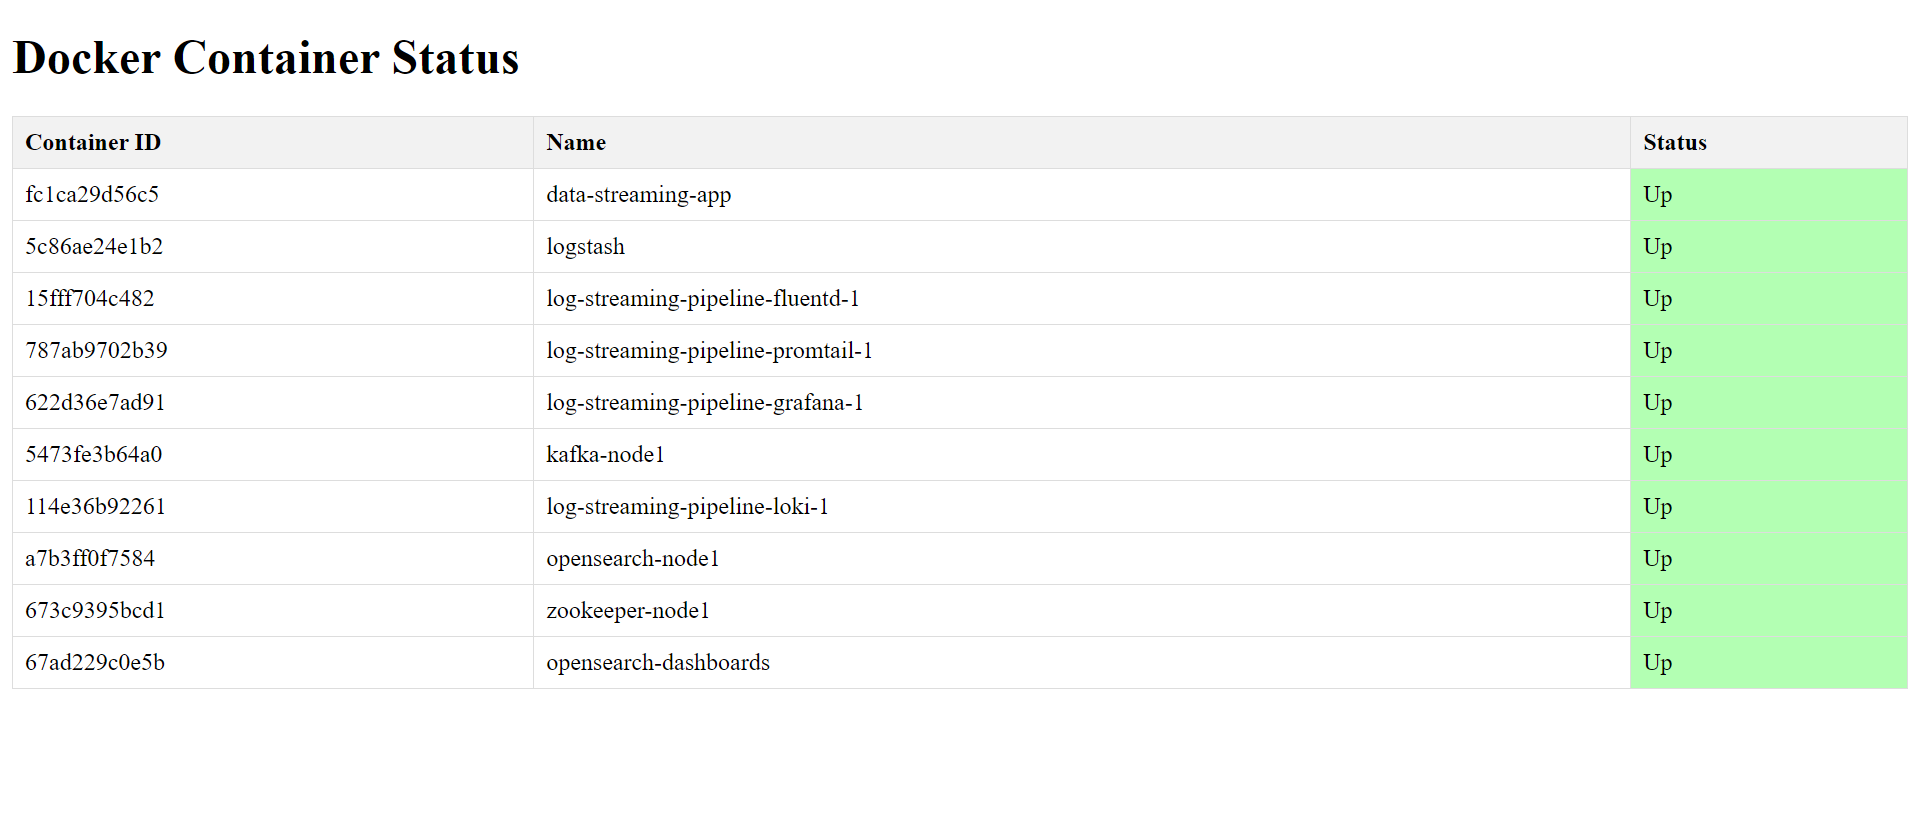 Docker Container Status
Container ID Name Status
fc1ca29d56c5 data-streaming-app Up
5c86ae24e1b2 logstash Up
15fff704c482 log-streaming-pipeline-fluentd-1 Up
787ab9702b39 log-streaming-pipeline-promtail-1 Up
622d36e7ad91 log-streaming-pipeline-grafana-1 Up
5473fe3b64a0 kafka-node1 Up
114e36b92261 log-streaming-pipeline-loki-1 Up
a7b3ff0f7584 opensearch-node1 Up
673c9395bcd1 zookeeper-node1 Up
67ad229c0e5b opensearch-dashboards Up